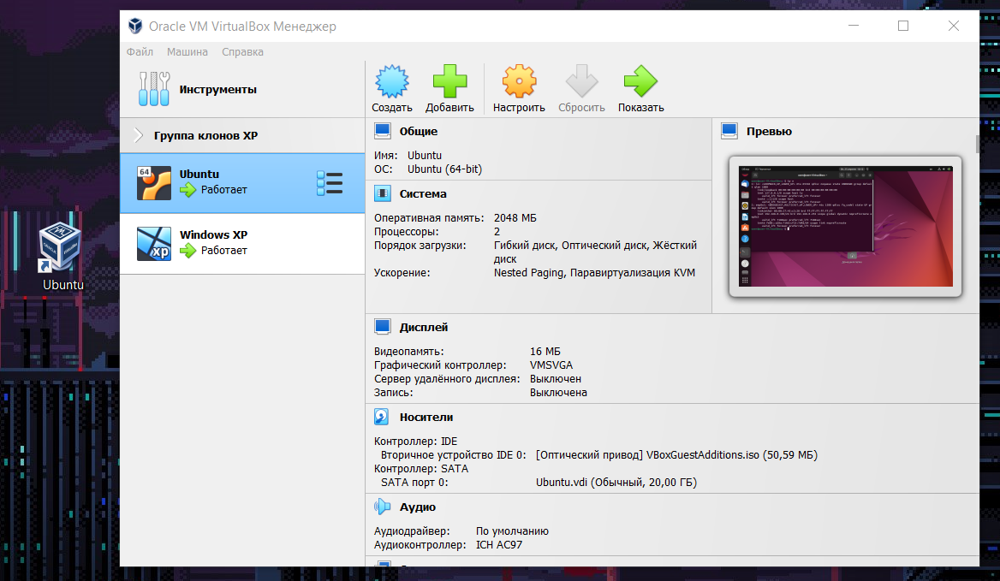 Oracle VM VirtualBox Менеджер
Файл Машина Справка
Инструменты
Создать Добавить Настроить Сбросить Показать
Группа клонов XP
64
Ubuntu
Работает
xp
Windows XP
Работает
Ubuntu
Общие
Имя: Ubuntu
ОС: Ubuntu (64-bit)
Превью
Система
Оперативная память: 2048 МБ
Процессоры: 2
Порядок загрузки: Гибкий диск, Оптический диск, Жёсткий
диск
Ускорение: Nested Paging, Паравиртуализация KVM
Дисплей
Видеопамять: 16 МБ
Графический контроллер: VMSVGA
Сервер удалённого дисплея: Выключен
Запись: Выключена
Носители
Контроллер: IDE
Вторичное устройство IDE 0: [Оптический привод] VBoxGuestAdditions.iso (50,59 МБ)
Контроллер: SATA
SATA порт 0: Ubuntu.vdi (Обычный, 20,00 ГБ)
Аудио
Аудиодрайвер: По умолчанию
Аудиоконтроллер: ICH AC97